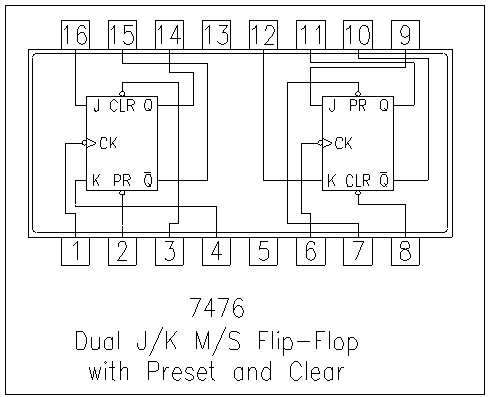 16 15 14 13 12 11 10 9
J CLR Q J PR Q
CK CK
K PR Q̅ K CLR Q̅
1 2 3 4 5 6 7 8
7476
Dual J/K M/S Flip-Flop
with Preset and Clear